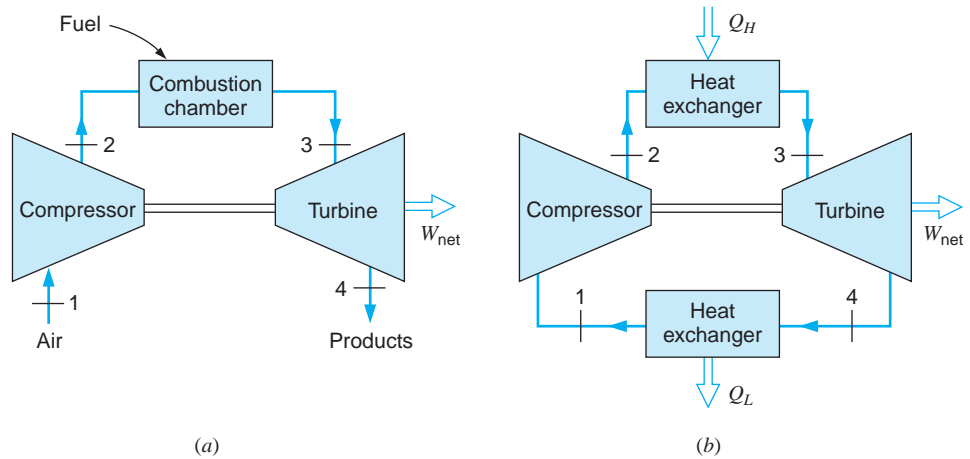 Fuel
Combustion
chamber
2
3
Compressor
Turbine
W_net
1
4
Air
Products
(a)
Q_H
Heat
exchanger
2
3
Compressor
Turbine
W_net
1
4
Heat
exchanger
Q_L
(b)